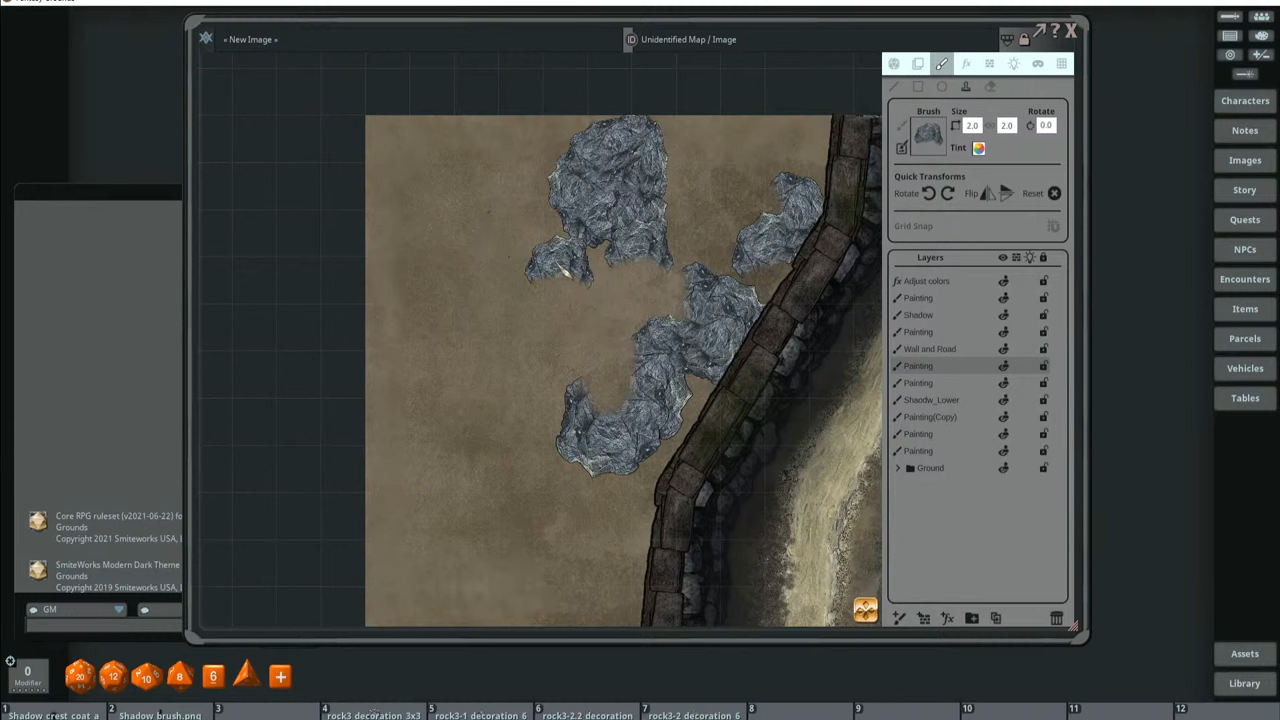 « New Image »
ID Unidentified Map / Image
? X
Brush Size Rotate
2.0 2.0 0.0
Tint
Quick Transforms
Rotate Flip Reset
Grid Snap
Layers
fx Adjust colors
Painting
Shadow
Painting
Wall and Road
Painting
Painting
Shaodw_Lower
Painting(Copy)
Painting
Painting
Ground
Characters
Notes
Images
Story
Quests
NPCs
Encounters
Items
Parcels
Vehicles
Tables
Assets
Library
Core RPG ruleset (v2021-06-22) fo
Grounds
Copyright 2021 Smiteworks USA,
SmiteWorks Modern Dark Theme
Grounds
Copyright 2019 SmiteWorks USA,
GM
0
Modifier
20 12 10 8 6 +
1 2 3 4 5 6 7 8 9 10 11 12
Shadow crest coat a Shadow brush.png rock3 decoration 3x3 rock3-1 decoration 6 rock3-2.2 decoration rock3-2 decoration 6